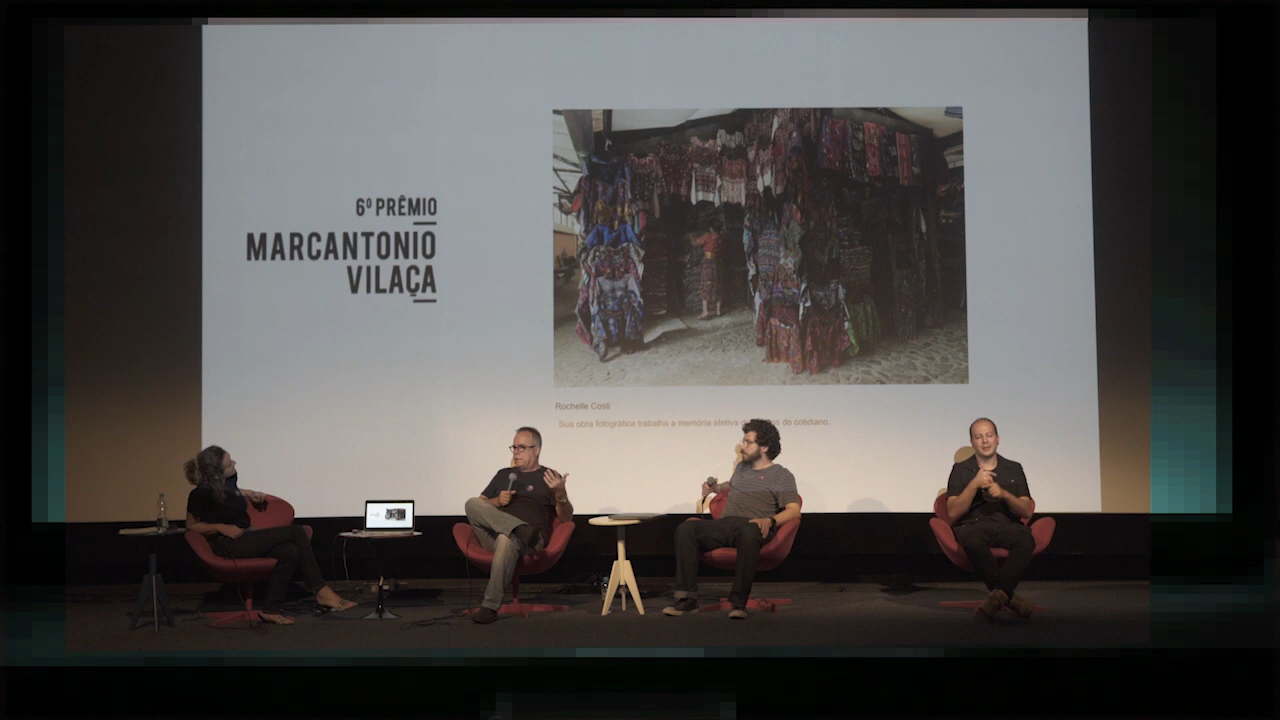 6º PRÊMIO
MARCANTONIO
VILAÇA
Rochelle Costi
Sua obra fotográfica trabalha a memória afetiva do cotidiano